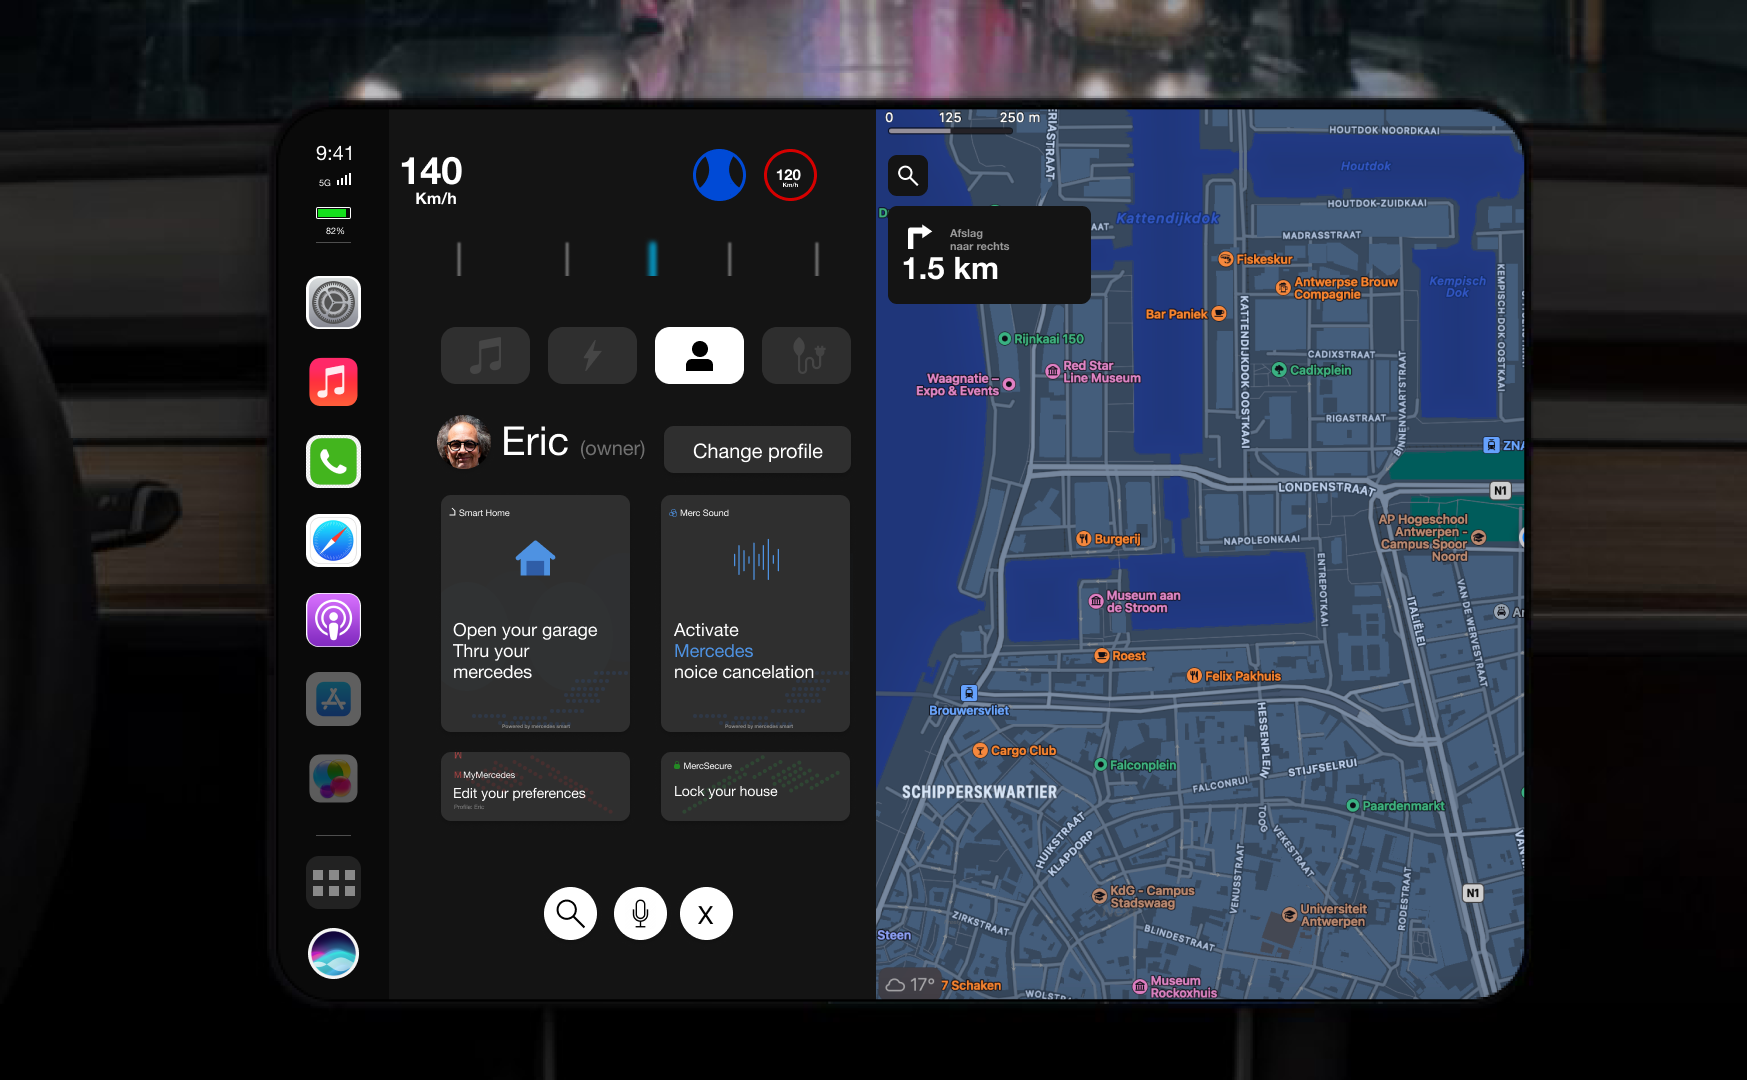 9:41
5G
82%
140
Km/h
120
Km/h
Eric (owner)
Change profile
Smart Home
Open your garage
Thru your
mercedes
Powered by mercedes smart
Merc Sound
Activate
Mercedes
noice cancelation
Powered by mercedes smart
M
MMyMercedes
Edit your preferences
Profile: Eric
MercSecure
Lock your house
X
0 125 250 m
Afslag
naar rechts
1.5 km
HOUTDOK-NOORDKAAI
Houtdok
HOUTDOK-ZUIDKAAI
Kattendijkdok
MADRASSTRAAT
Fiskeskur
Antwerpse Brouw
Compagnie
Kempisch
Dok
KEMPISCH DOK-OOSTKAAI
Bar Paniek
KATTENDIJKDOK-OOSTKAAI
Rijnkaai 150
CADIXSTRAAT
Cadixplein
Red Star
Line Museum
Waagnatie –
Expo & Events
RIGASTRAAT
BINNENVAARTSTRAAT
ZNA
LONDENSTRAAT
N1
AP Hogeschool
Antwerpen -
Campus Spoor
Noord
Burgerij
NAPOLEONKAAI
ENTREPOTKAAI
Museum aan
de Stroom
ITALIËLEI
VAN DE WERVESTRAAT
Roest
Felix Pakhuis
Brouwersvliet
HESSENPLEIN
Cargo Club
Falconplein
STIJFSELRUI
FALCONRUI
SCHIPPERSKWARTIER
Paardenmarkt
TOOG
HUIKSTRAAT
KLAPDORP
VEKESTRAAT
VENUSSTRAAT
RODESTRAAT
KdG - Campus
Stadswaag
N1
Universiteit
Antwerpen
ZIRKSTRAAT
BLINDESTRAAT
Steen
17°
7 Schaken
Museum
Rockoxhuis